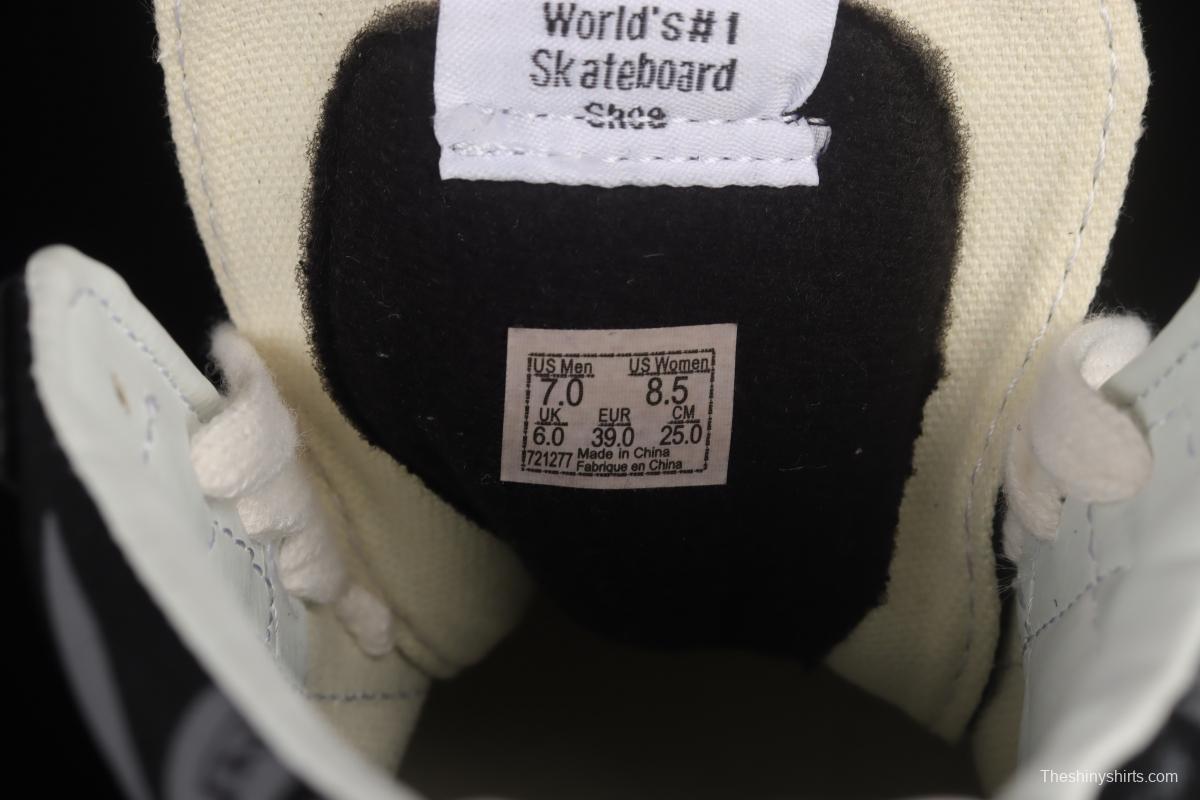 World's #1
Skateboard
Shoe
US Men US Women
7.0 8.5
UK EUR CM
6.0 39.0 25.0
721277 Made in China
Fabrique en China
Theshinyshirts.com